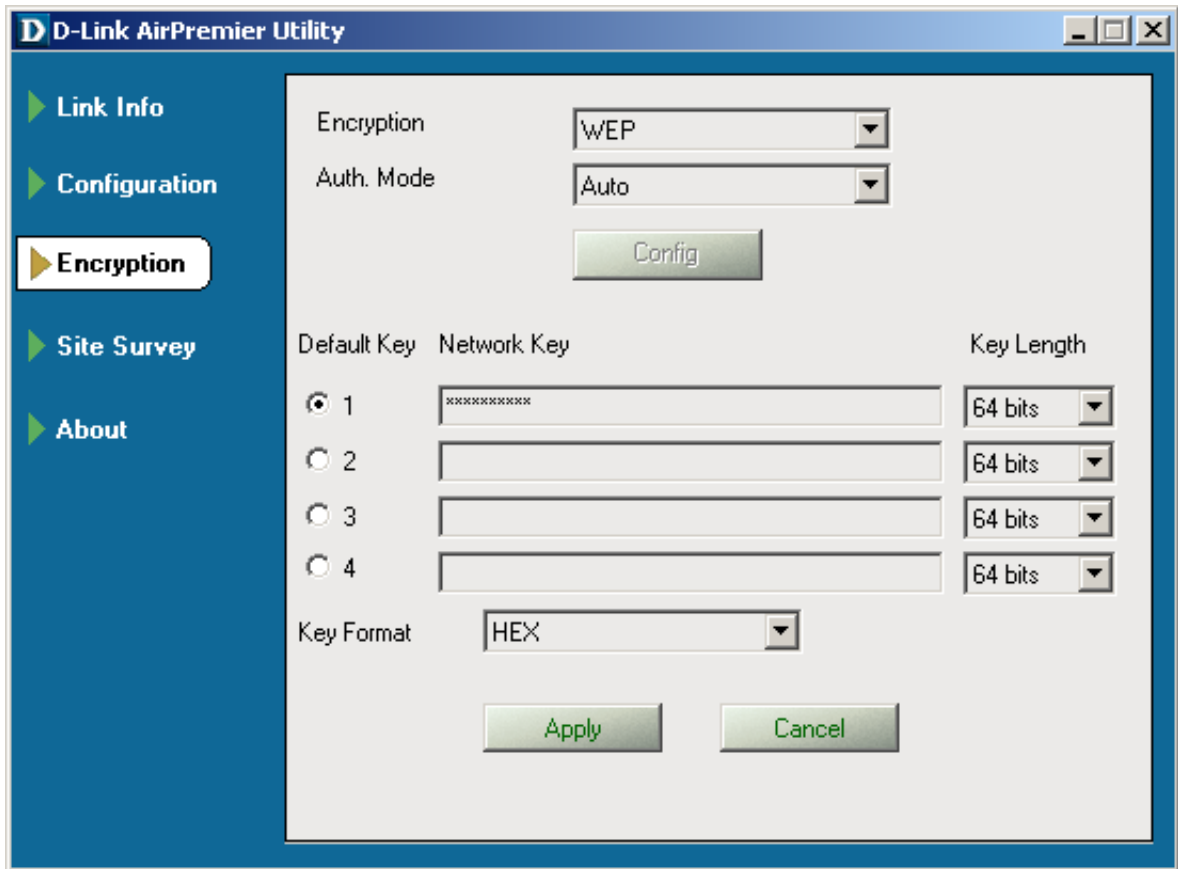 D D-Link AirPremier Utility
Link Info
Configuration
Encryption
Site Survey
About
Encryption WEP
Auth. Mode Auto
Config
Default Key Network Key Key Length
1 ********** 64 bits
2 64 bits
3 64 bits
4 64 bits
Key Format HEX
Apply Cancel